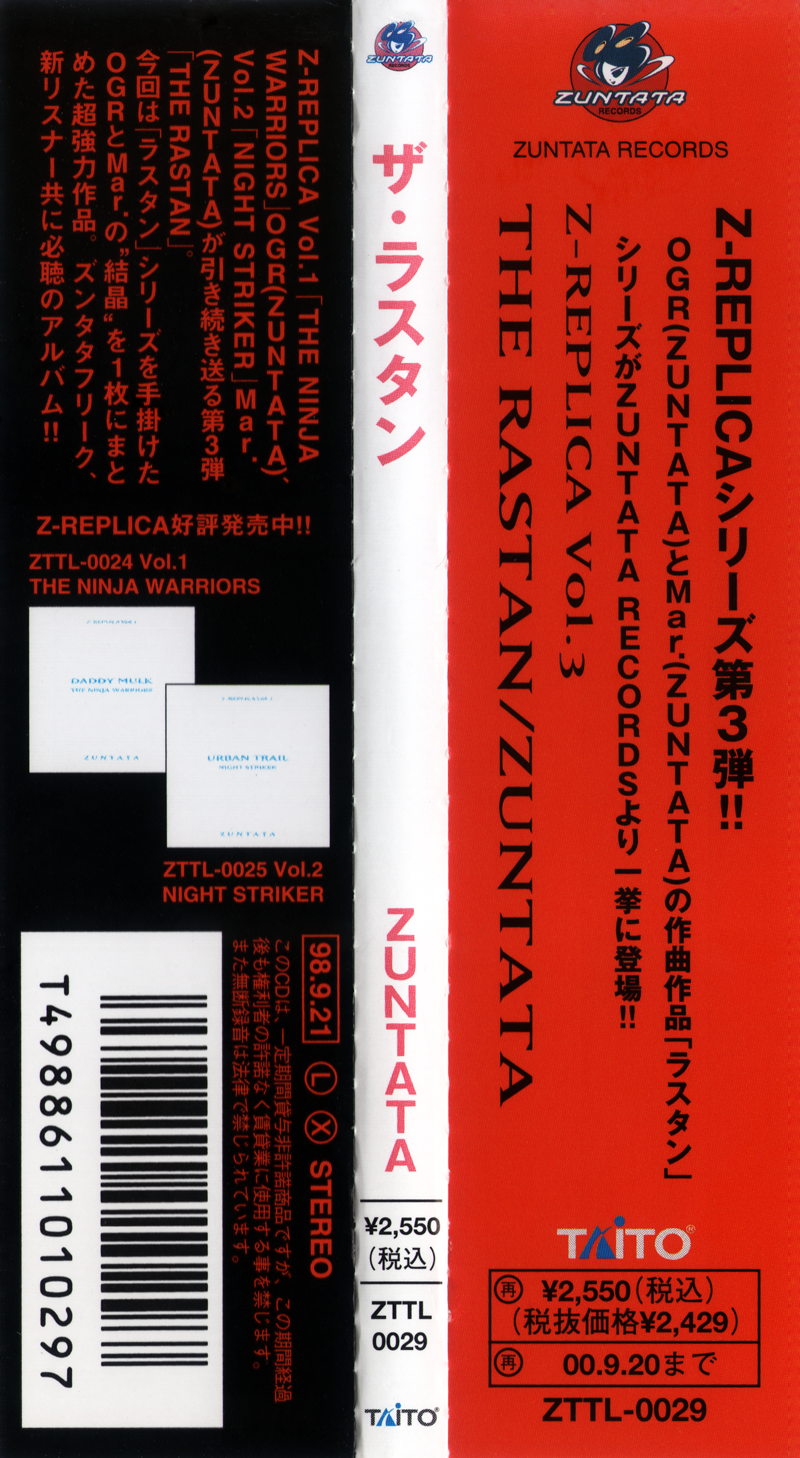 ZUNTATA
RECORDS
ZUNTATA RECORDS
Z-REPLICAシリーズ第3弾!!
OGR(ZUNTATA)とMar.(ZUNTATA)の作曲作品「ラスタン」
シリーズがZUNTATA RECORDSより一挙に登場!!
Z-REPLICA Vol.3
THE RASTAN/ZUNTATA
TAITO®
再 ¥2,550(税込)
(税抜価格¥2,429)
再 00.9.20まで
ZTTL-0029
ZUNTATA
RECORDS
ザ・ラスタン
ZUNTATA
¥2,550
(税込)
ZTTL
0029
TAITO®
Z-REPLICA Vol.1「THE NINJA
WARRIORS」OGR(ZUNTATA)、
Vol.2「NIGHT STRIKER」Mar.
(ZUNTATA)が引き続き送る第3弾
「THE RASTAN」。
今回は「ラスタン」シリーズを手掛けた
OGRとMar.の"結晶"を1枚にまと
めた超強力作品。ズンタタフリーク、
新リスナー共に必聴のアルバム!!
Z-REPLICA好評発売中!!
ZTTL-0024 Vol.1
THE NINJA WARRIORS
Z-REPLICA Vol.1
DADDY MULK
THE NINJA WARRIORS
ZUNTATA
Z-REPLICA Vol.2
URBAN TRAIL
NIGHT STRIKER
ZUNTATA
ZTTL-0025 Vol.2
NIGHT STRIKER
98.9.21 Ⓛ Ⓧ STEREO
このCDは、一定期間貸与非許諾商品ですが、この期間経過
後も権利者の許諾なく賃貸業に使用する事を禁じます。
また無断録音は法律で禁じられています。
T4988611010297